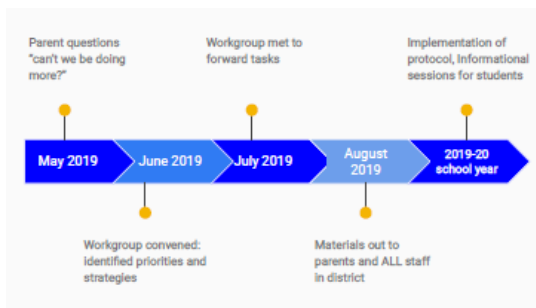 Parent questions
"can't we be doing
more?"
Workgroup met to
forward tasks
Implementation of
protocol, Informational
sessions for students
May 2019
June 2019
July 2019
August
2019
2019-20
school year
Workgroup convened:
identified priorities and
strategies
Materials out to
parents and ALL staff
in district